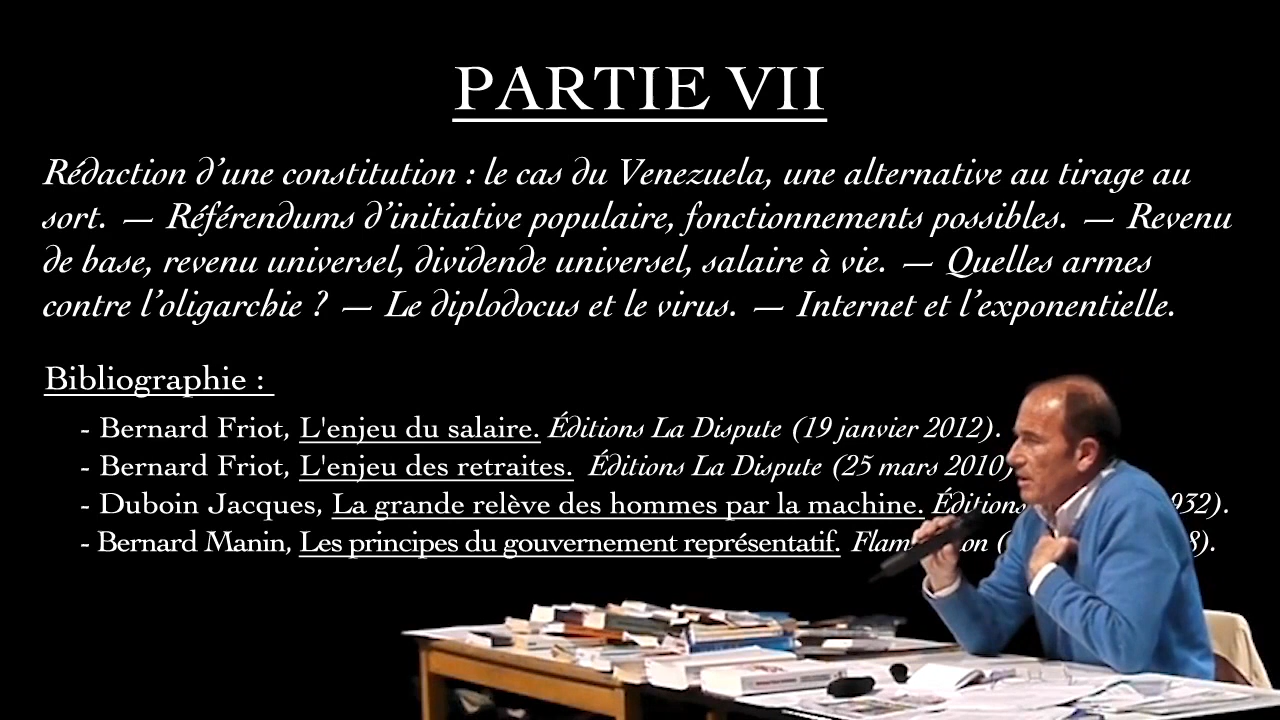 PARTIE VII
Rédaction d'une constitution : le cas du Venezuela, une alternative au tirage au
sort. — Référendums d'initiative populaire, fonctionnements possibles. — Revenu
de base, revenu universel, dividende universel, salaire à vie. — Quelles armes
contre l'oligarchie ? — Le diplodocus et le virus. — Internet et l'exponentielle.
Bibliographie :
- Bernard Friot, L'enjeu du salaire. Éditions La Dispute (19 janvier 2012).
- Bernard Friot, L'enjeu des retraites. Éditions La Dispute (25 mars 2010)
- Duboin Jacques, La grande relève des hommes par la machine. Éditions
- Bernard Manin, Les principes du gouvernement représentatif.